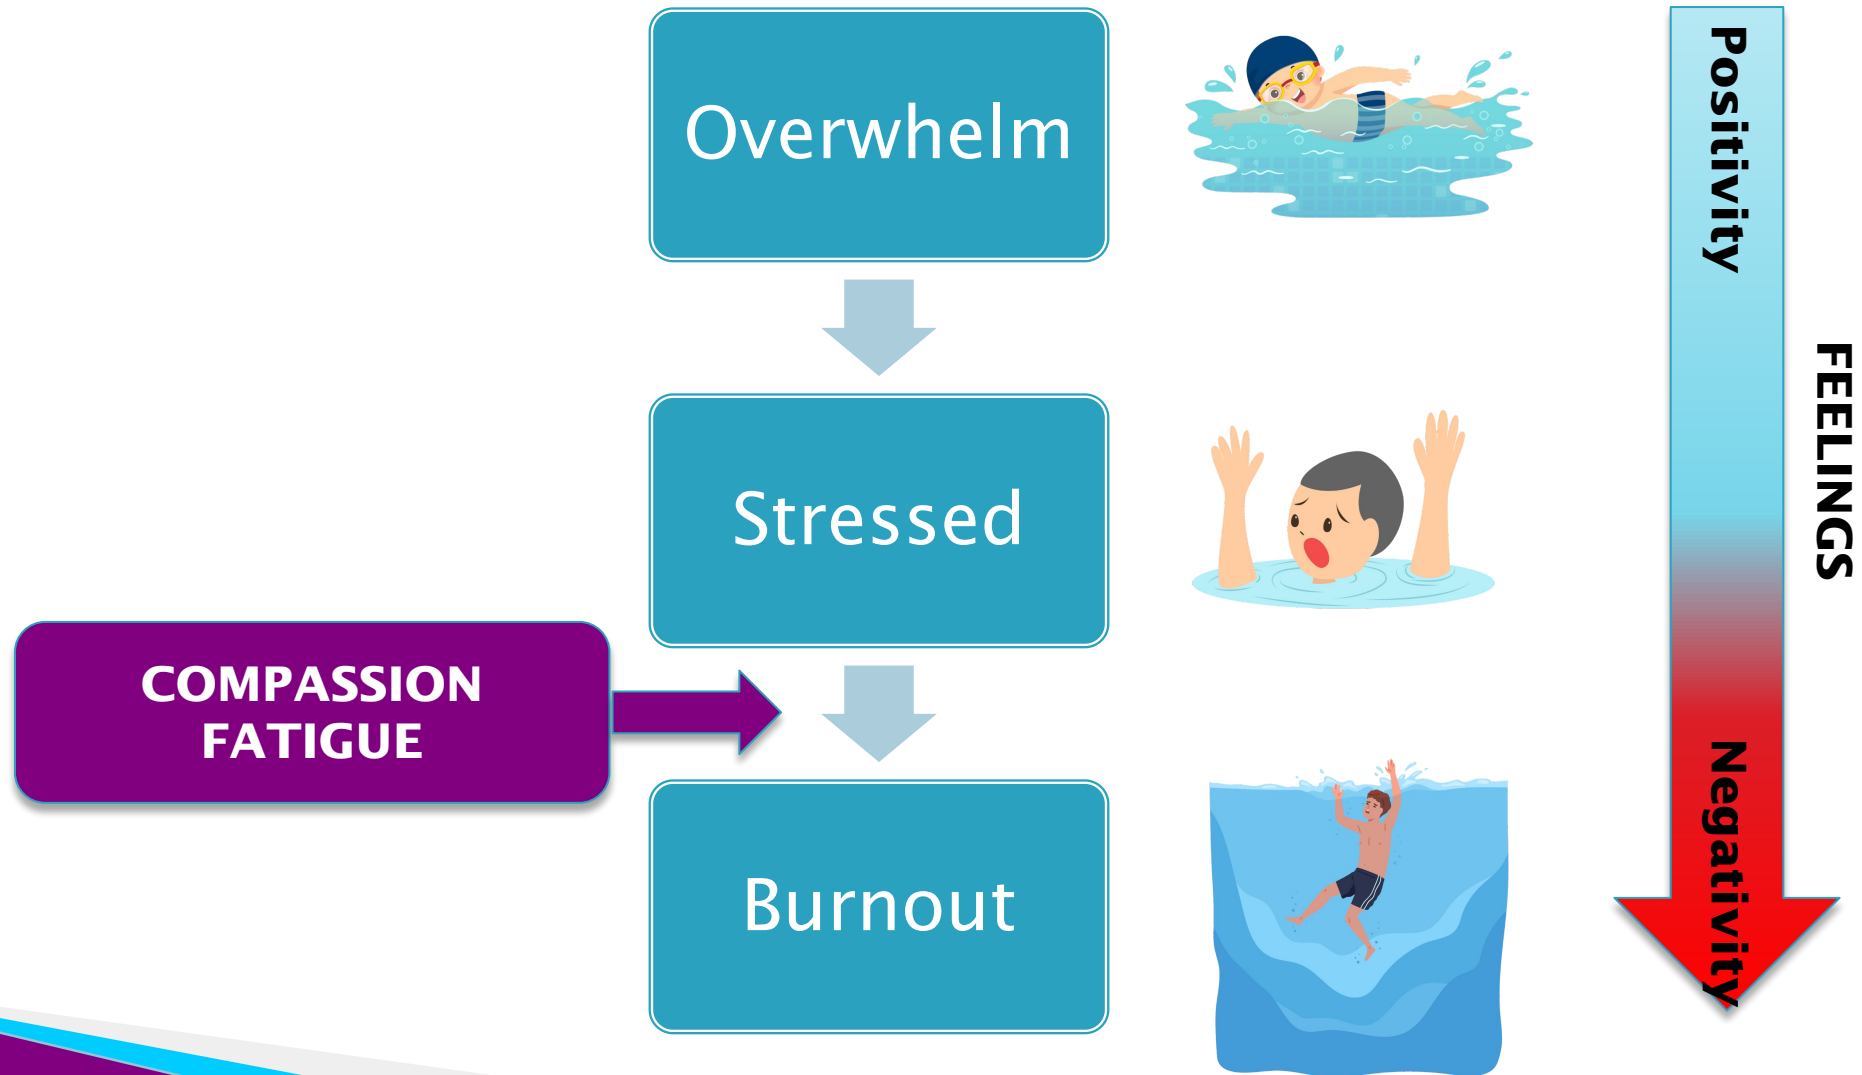 Overwhelm
Stressed
COMPASSION
FATIGUE
Burnout
Positivity
FEELINGS
Negativity